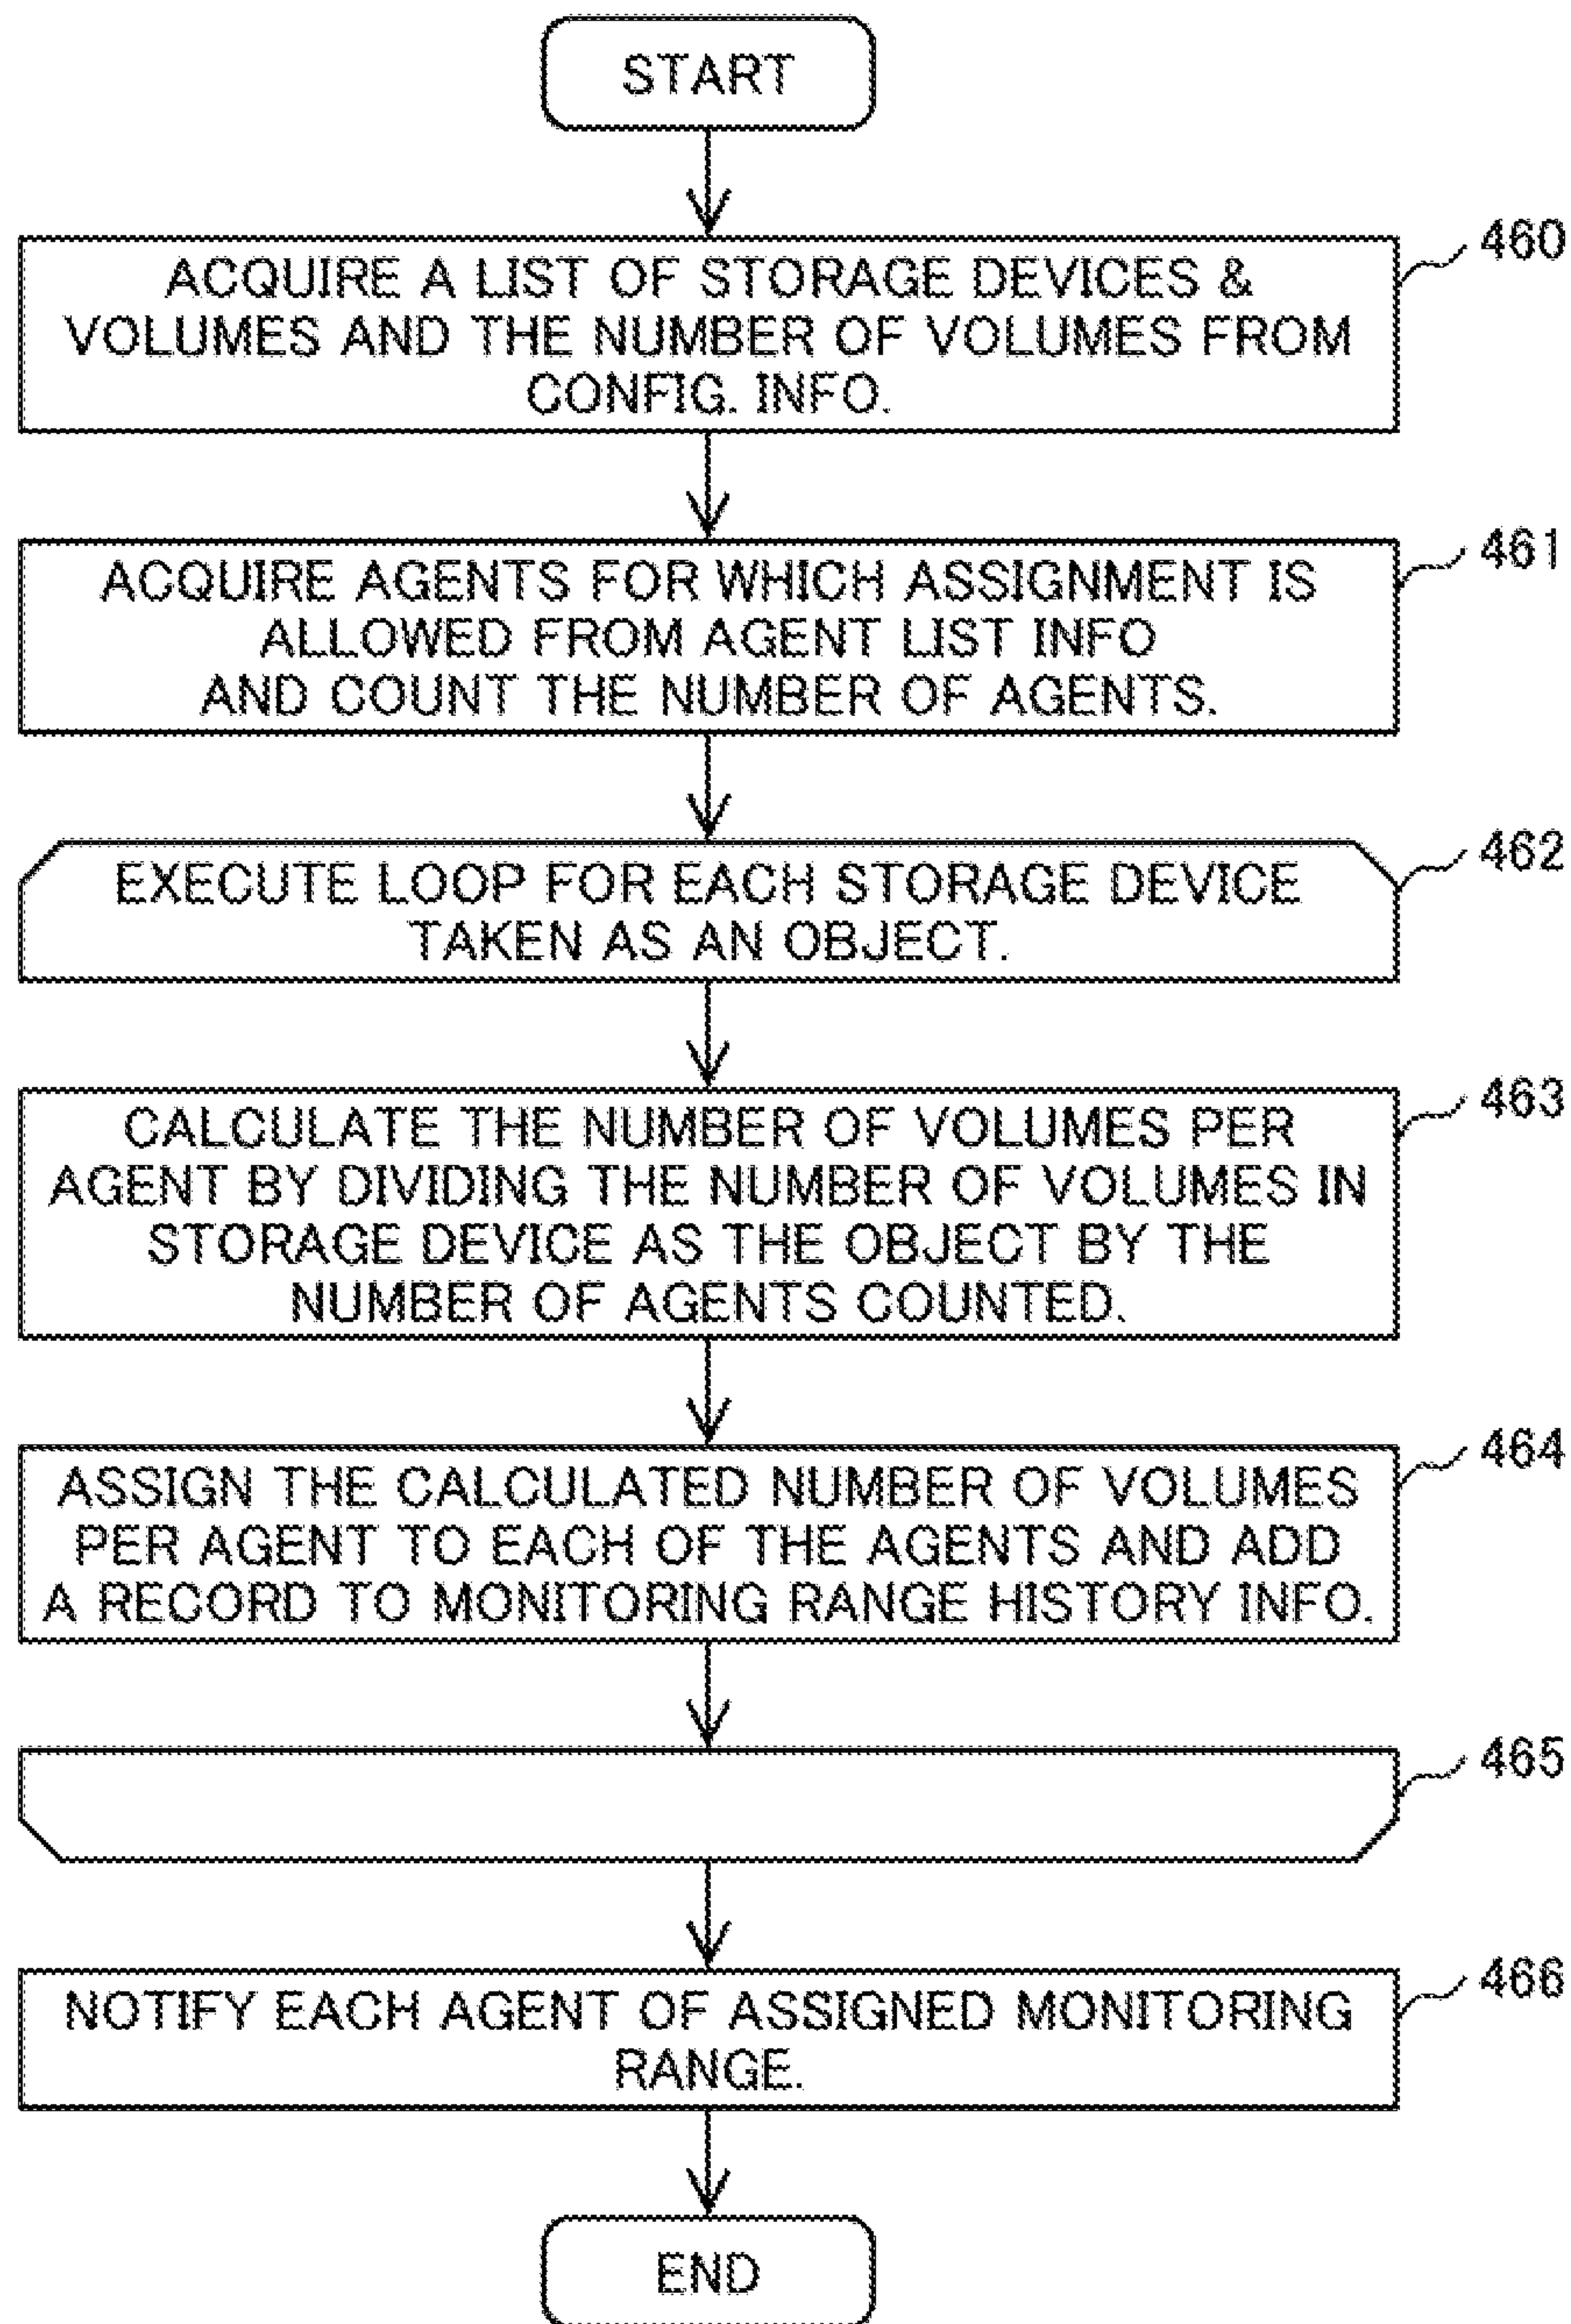 START
460
ACQUIRE A LIST OF STORAGE DEVICES &
VOLUMES AND THE NUMBER OF VOLUMES FROM
CONFIG. INFO.
461
ACQUIRE AGENTS FOR WHICH ASSIGNMENT IS
ALLOWED FROM AGENT LIST INFO
AND COUNT THE NUMBER OF AGENTS.
462
EXECUTE LOOP FOR EACH STORAGE DEVICE
TAKEN AS AN OBJECT.
463
CALCULATE THE NUMBER OF VOLUMES PER
AGENT BY DIVIDING THE NUMBER OF VOLUMES IN
STORAGE DEVICE AS THE OBJECT BY THE
NUMBER OF AGENTS COUNTED.
464
ASSIGN THE CALCULATED NUMBER OF VOLUMES
PER AGENT TO EACH OF THE AGENTS AND ADD
A RECORD TO MONITORING RANGE HISTORY INFO.
465
466
NOTIFY EACH AGENT OF ASSIGNED MONITORING
RANGE.
END